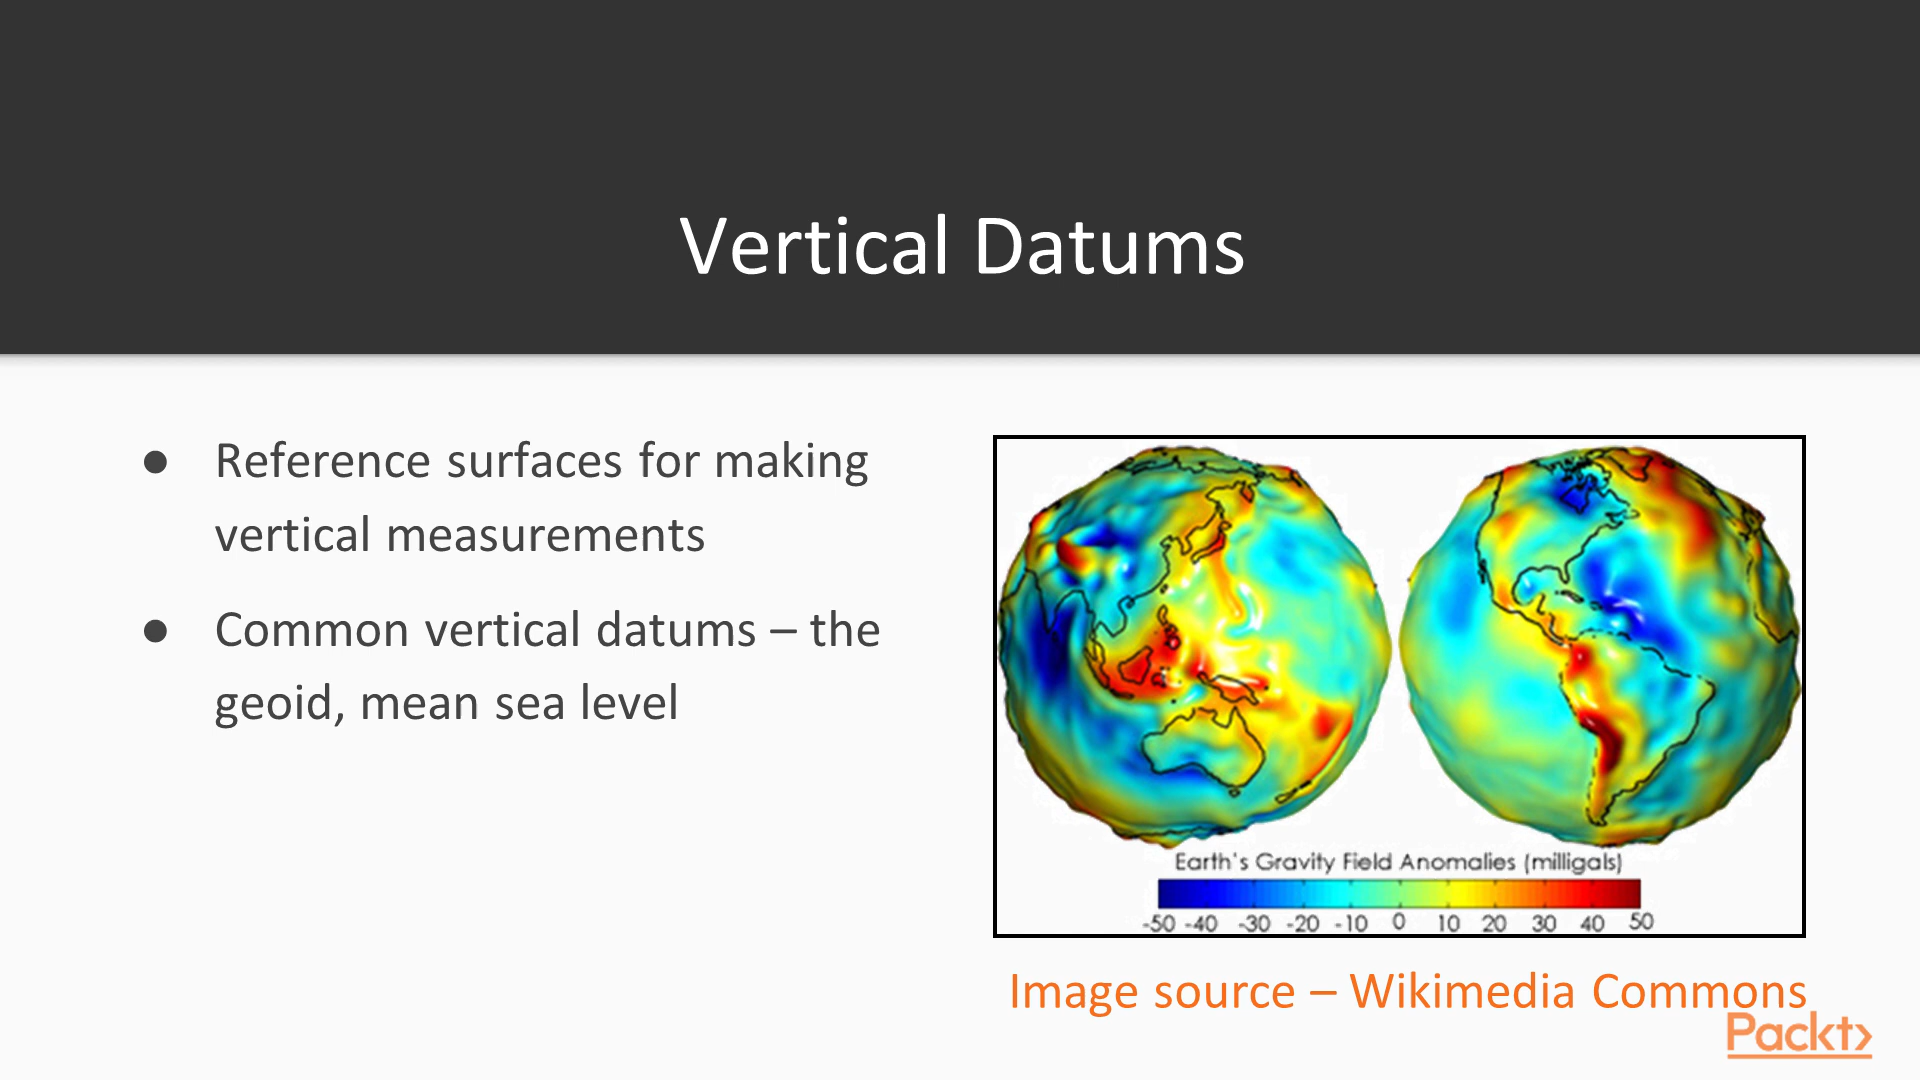 Vertical Datums
● Reference surfaces for making
vertical measurements
● Common vertical datums – the
geoid, mean sea level
Earth's Gravity Field Anomalies (milligals)
-50 -40 -30 -20 -10 0 10 20 30 40 50
Image source – Wikimedia Commons
Packt>